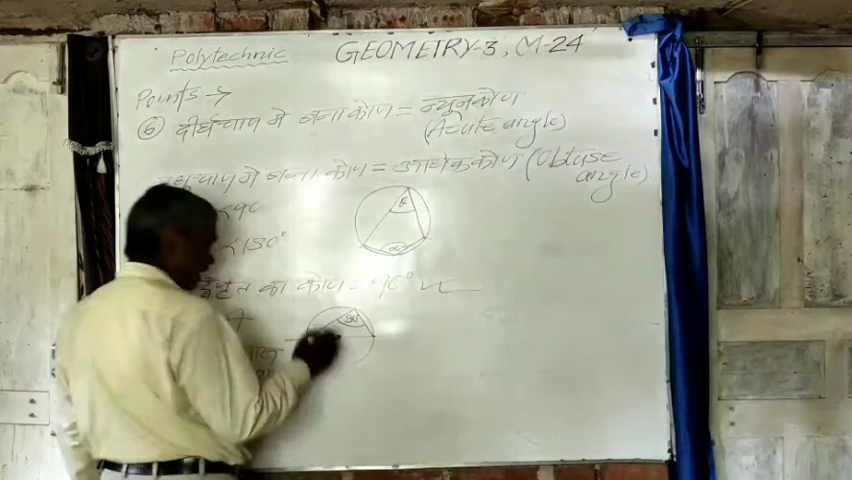 Polytechnic
GEOMETRY-3, M-24
Points →
⑥ दीर्घचाप मे बना कोण = न्यूनकोण
(Acute angle)
चाप मे बना कोण = अधिककोण (Obtuse
angle)
< 90
θ
< 180°
α
का कोण = 90°
90°